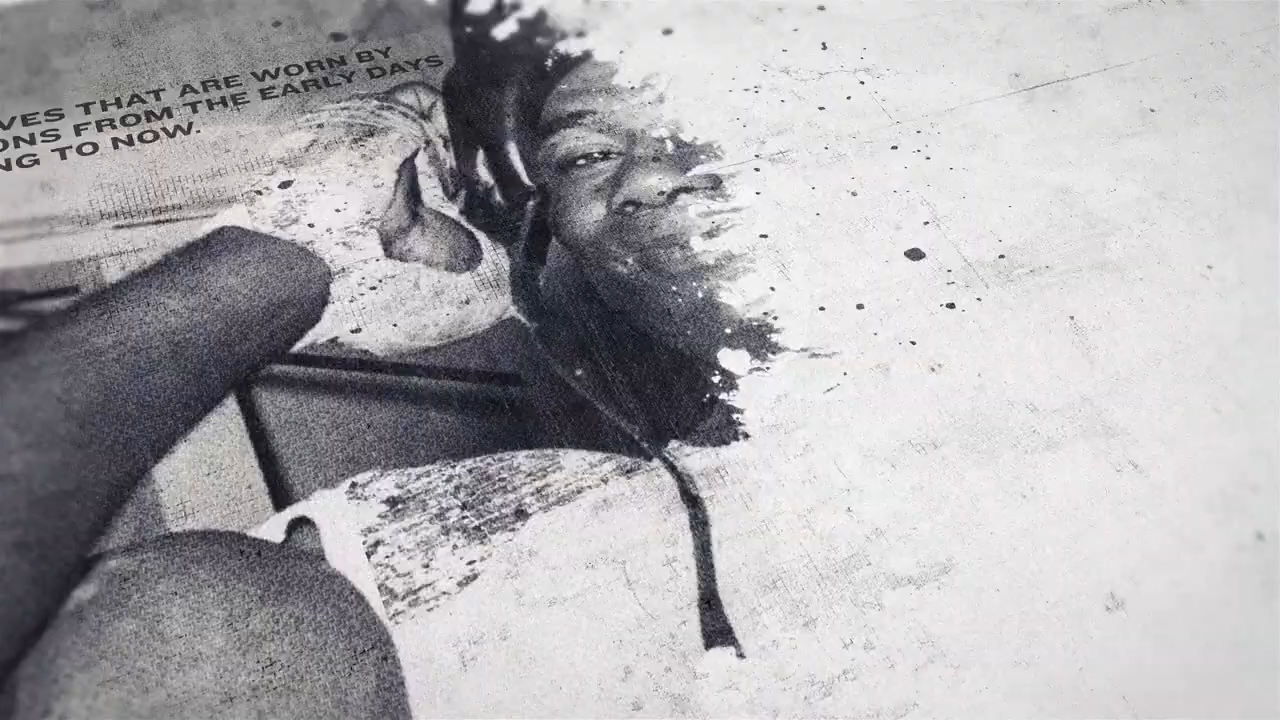 VES THAT ARE WORN BY
ONS FROM THE EARLY DAYS
NG TO NOW.